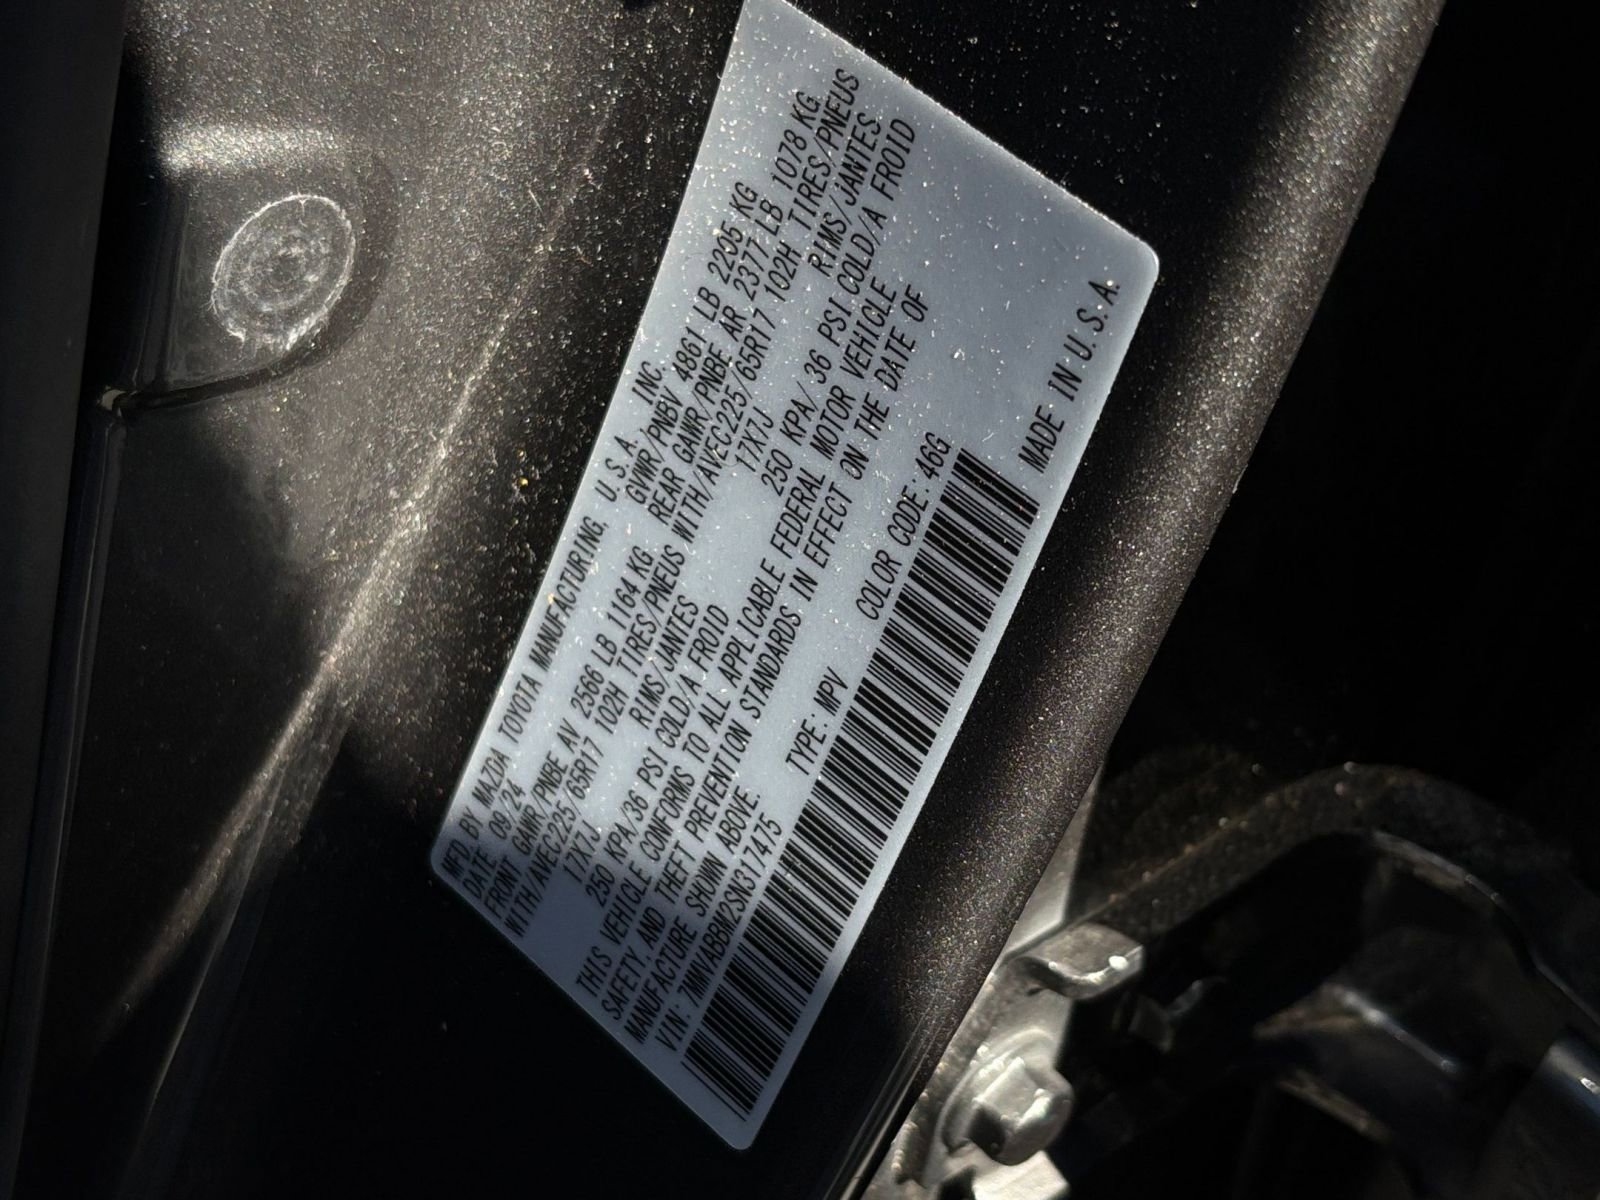 MFD. BY MAZDA TOYOTA MANUFACTURING, U.S.A. INC.
DATE: 09/24 GVWR/PNBV 4861 LB 2205 KG
FRONT GAWR/PNBE AV 2566 LB 1164 KG REAR GAWR/PNBE AR 2377 LB 1078 KG
WITH/AVEC225/65R17 102H TIRES/PNEUS WITH/AVEC225/65R17 102H TIRES/PNEUS
17X7J RIMS/JANTES 17X7J RIMS/JANTES
250 KPA/36 PSI COLD/A FROID 250 KPA/ 36 PSI COLD/A FROID
THIS VEHICLE CONFORMS TO ALL APPLICABLE FEDERAL MOTOR VEHICLE
SAFETY, AND THEFT PREVENTION STANDARDS IN EFFECT ON THE DATE OF
MANUFACTURE SHOWN ABOVE.
VIN: 7MMVABBW2SN317475 TYPE: MPV COLOR CODE: 46G
MADE IN U.S.A.